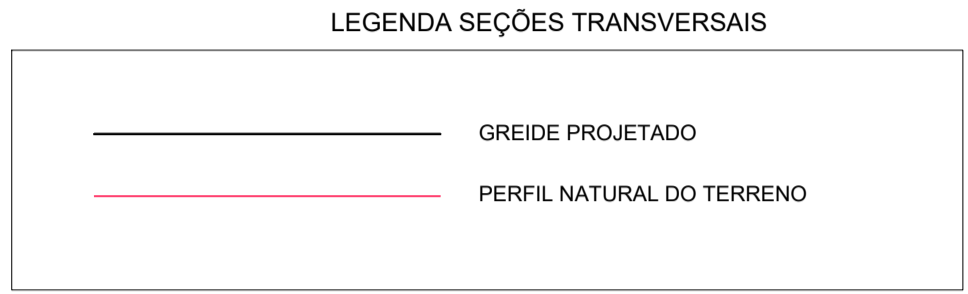 LEGENDA SEÇÕES TRANSVERSAIS
GREIDE PROJETADO
PERFIL NATURAL DO TERRENO